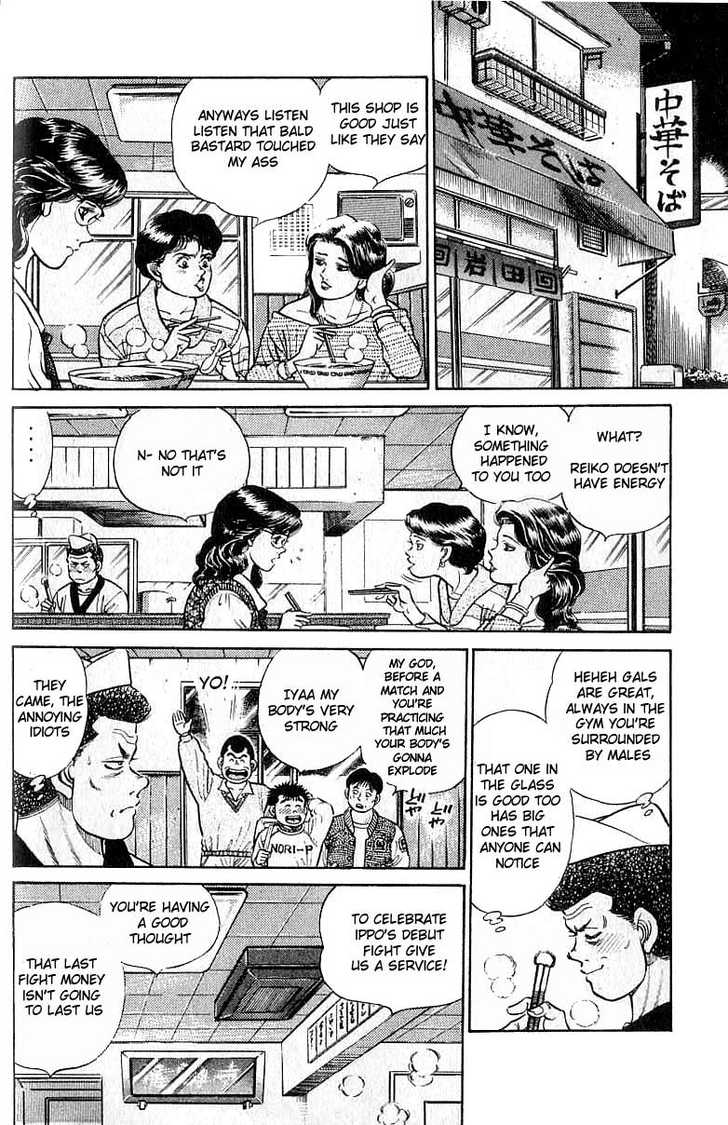 中華そば
中華そば
回岩田回
THIS SHOP IS
GOOD JUST
LIKE THEY SAY
ANYWAYS LISTEN
LISTEN THAT BALD
BASTARD TOUCHED
MY ASS
WHAT?
REIKO DOESN'T
HAVE ENERGY
I KNOW,
SOMETHING
HAPPENED
TO YOU TOO
N- NO THAT'S
NOT IT
...
HEHEH GALS
ARE GREAT,
ALWAYS IN THE
GYM YOU'RE
SURROUNDED
BY MALES
THAT ONE IN
THE GLASS
IS GOOD TOO
HAS BIG
ONES THAT
ANYONE CAN
NOTICE
MY GOD,
BEFORE A
MATCH AND
YOU'RE
PRACTICING
THAT MUCH
YOUR BODY'S
GONNA
EXPLODE
IYAA MY
BODY'S VERY
STRONG
YO!
NORI-P
THEY
CAME, THE
ANNOYING
IDIOTS
TO CELEBRATE
IPPO'S DEBUT
FIGHT GIVE
US A SERVICE!
YOU'RE HAVING
A GOOD
THOUGHT
THAT LAST
FIGHT MONEY
ISN'T GOING
TO LAST US